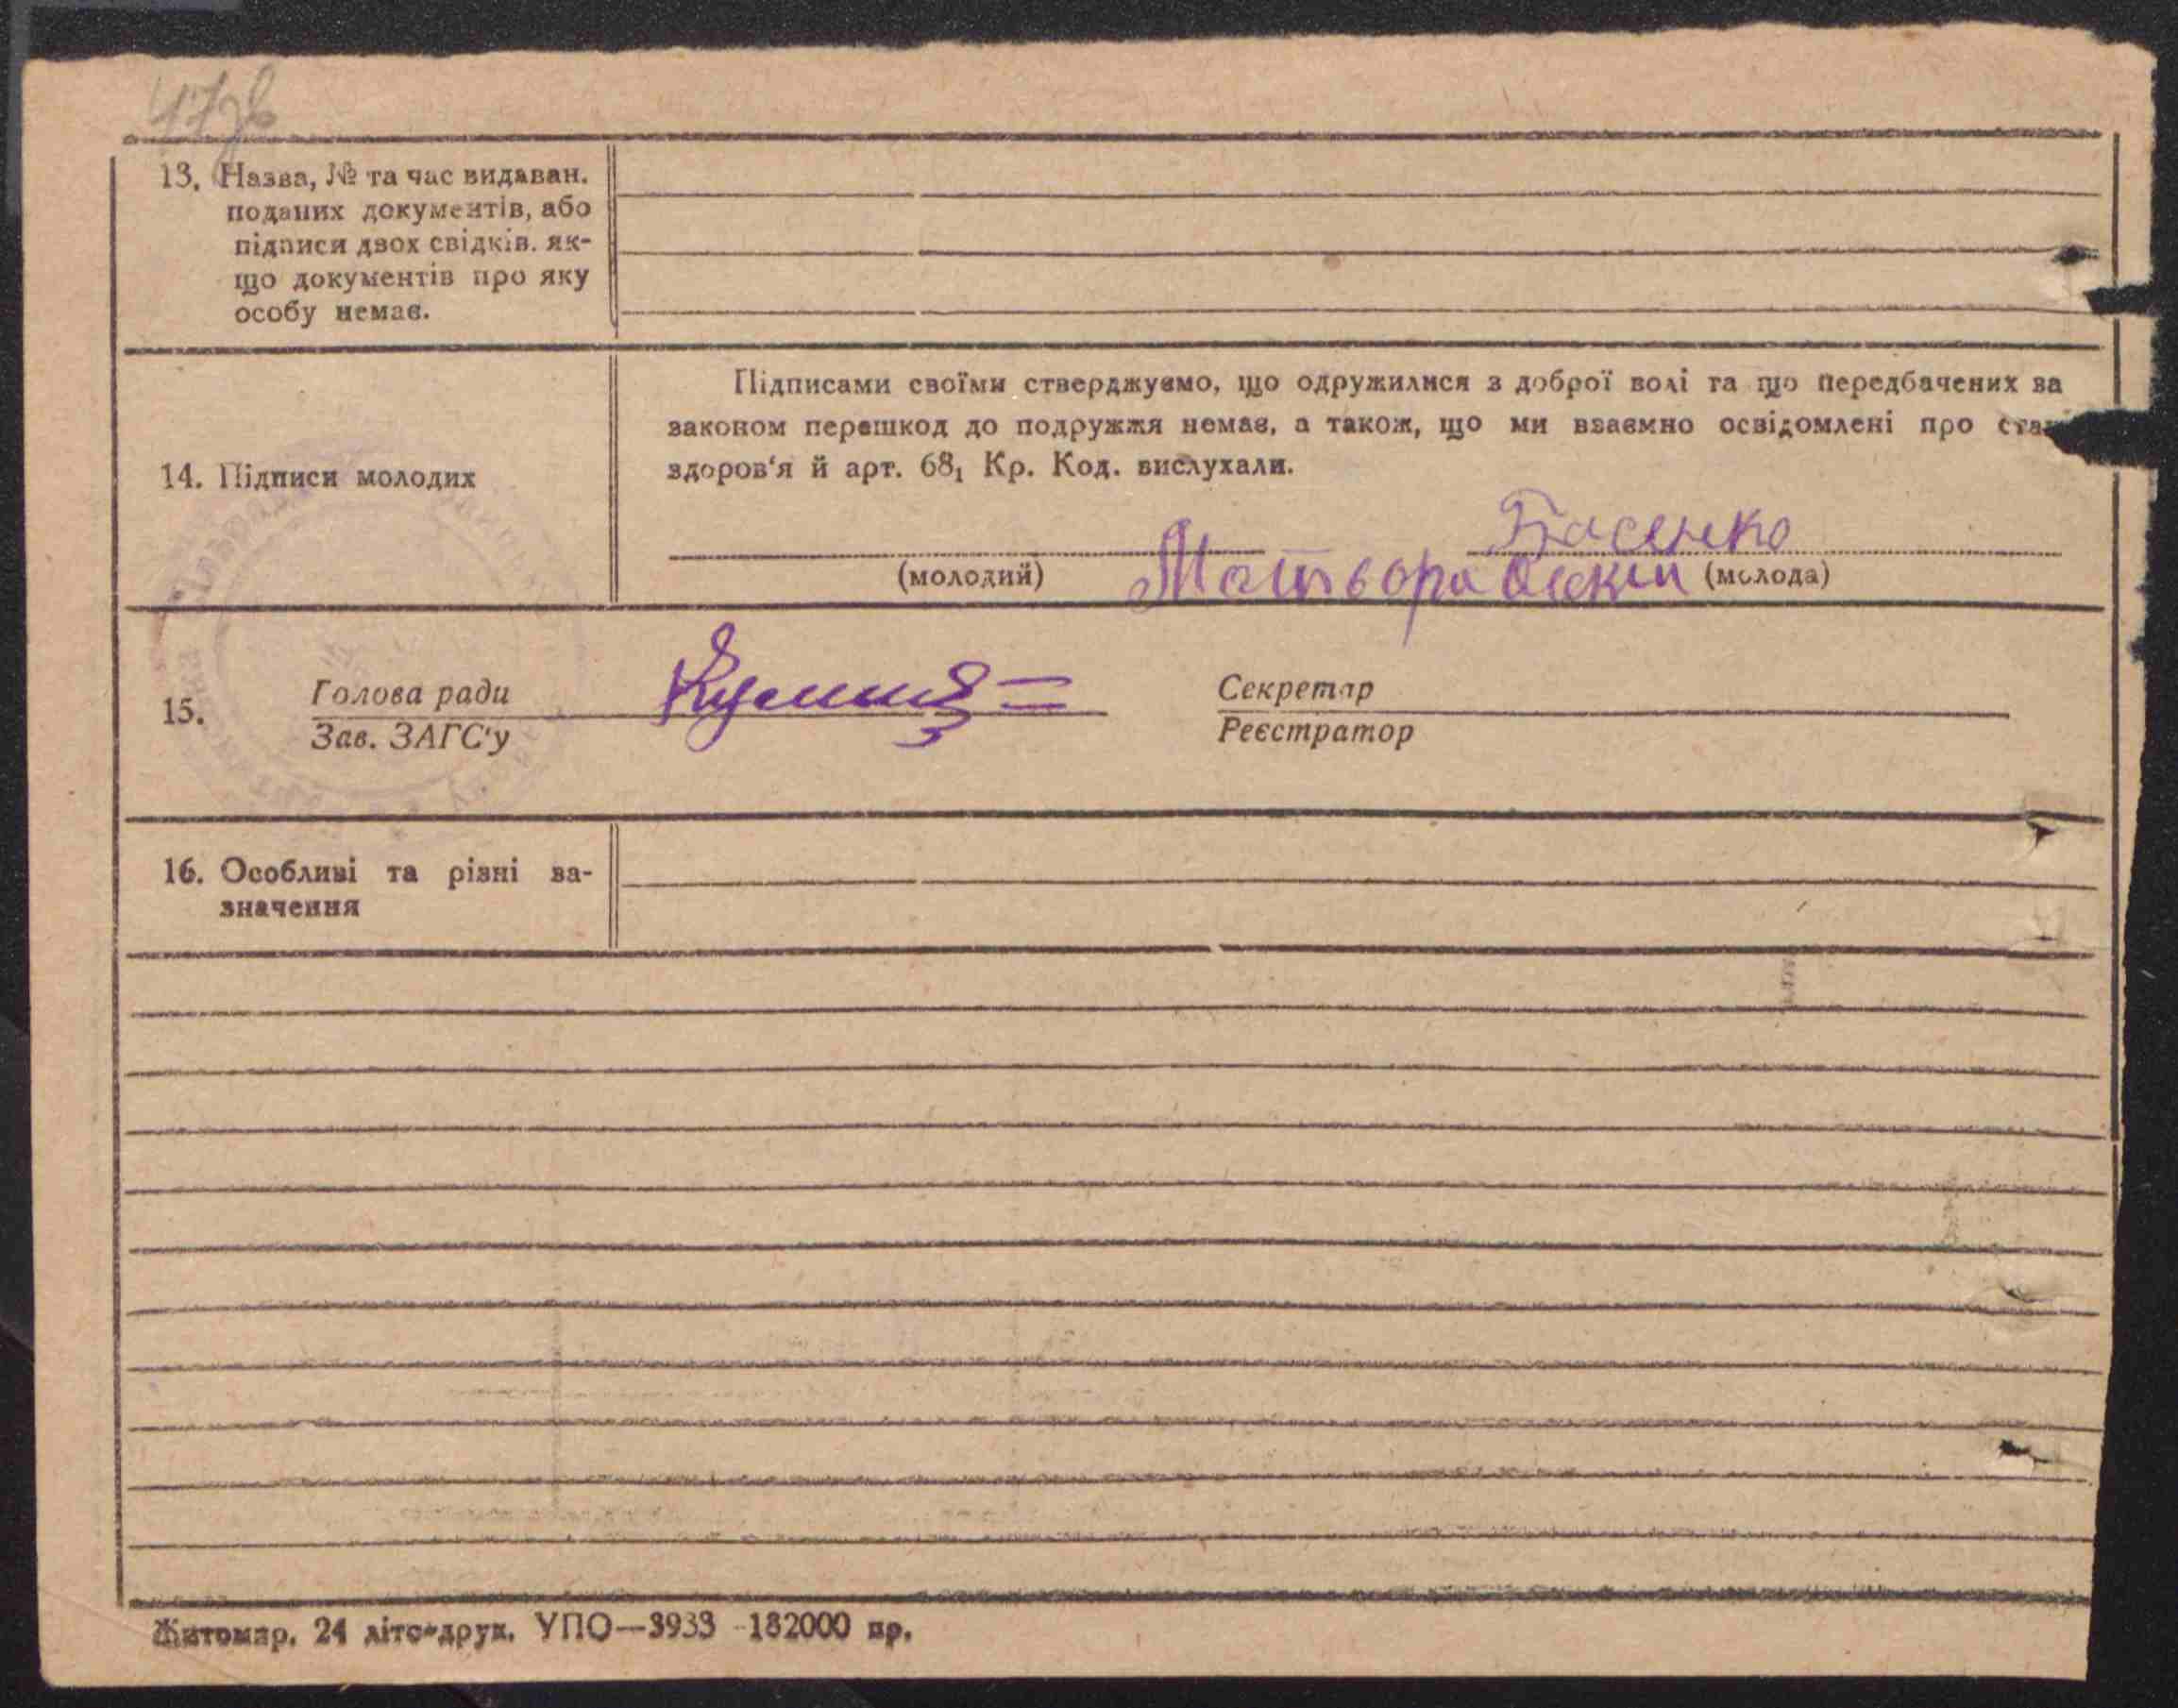 47зв
13. Назва, № та час видаван.
поданих документів, або
підписи двох свідків. як-
що документів про яку
особу немає.
Підписами своїми стверджуємо, що одружилися з доброї волі та що передбачених за
законом перешкод до подружжя немає, а також, що ми взаємно освідомлені про стан
здоров'я й арт. 68₁ Кр. Код. вислухали.
14. Підписи молодих
Басенко
(молодий) (молода)
15. Голова ради Секретар
Зав. ЗАГС'у Реєстратор
16. Особливі та різні за-
значення
Житомир. 24 літо-друк. УПО—3933 -182000 пр.